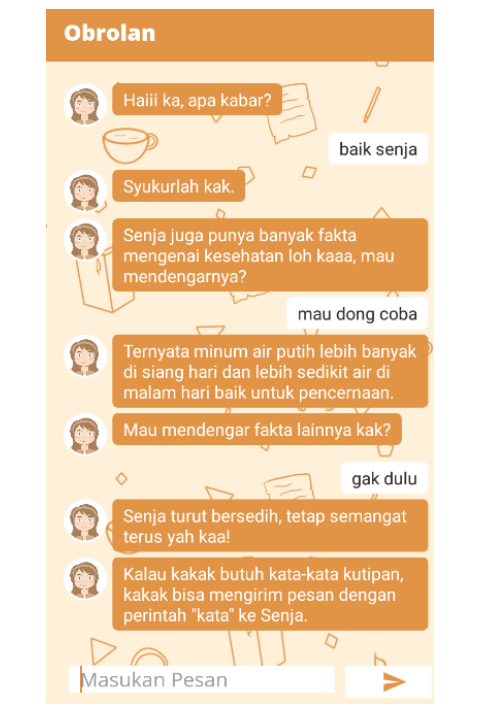 Obrolan
Haiii ka, apa kabar?
baik senja
Syukurlah kak.
Senja juga punya banyak fakta
mengenai kesehatan loh kaaa, mau
mendengarnya?
mau dong coba
Ternyata minum air putih lebih banyak
di siang hari dan lebih sedikit air di
malam hari baik untuk pencernaan.
Mau mendengar fakta lainnya kak?
gak dulu
Senja turut bersedih, tetap semangat
terus yah kaa!
Kalau kakak butuh kata-kata kutipan,
kakak bisa mengirim pesan dengan
perintah "kata" ke Senja.
Masukan Pesan